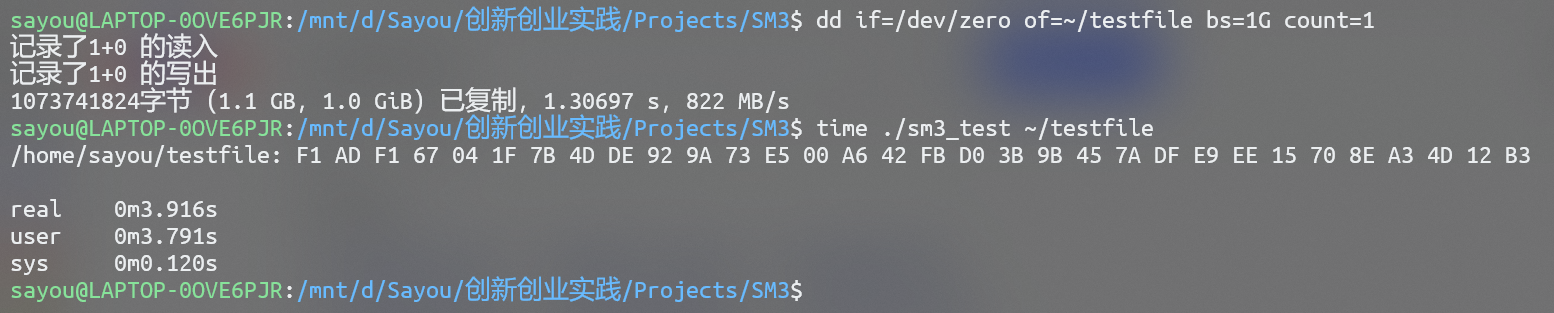 sayou@LAPTOP-0OVE6PJR:/mnt/d/Sayou/创新创业实践/Projects/SM3$ dd if=/dev/zero of=~/testfile bs=1G count=1
记录了1+0 的读入
记录了1+0 的写出
1073741824字节 (1.1 GB, 1.0 GiB) 已复制，1.30697 s，822 MB/s
sayou@LAPTOP-0OVE6PJR:/mnt/d/Sayou/创新创业实践/Projects/SM3$ time ./sm3_test ~/testfile
/home/sayou/testfile: F1 AD F1 67 04 1F 7B 4D DE 92 9A 73 E5 00 A6 42 FB D0 3B 9B 45 7A DF E9 EE 15 70 8E A3 4D 12 B3
real    0m3.916s
user    0m3.791s
sys     0m0.120s
sayou@LAPTOP-0OVE6PJR:/mnt/d/Sayou/创新创业实践/Projects/SM3$